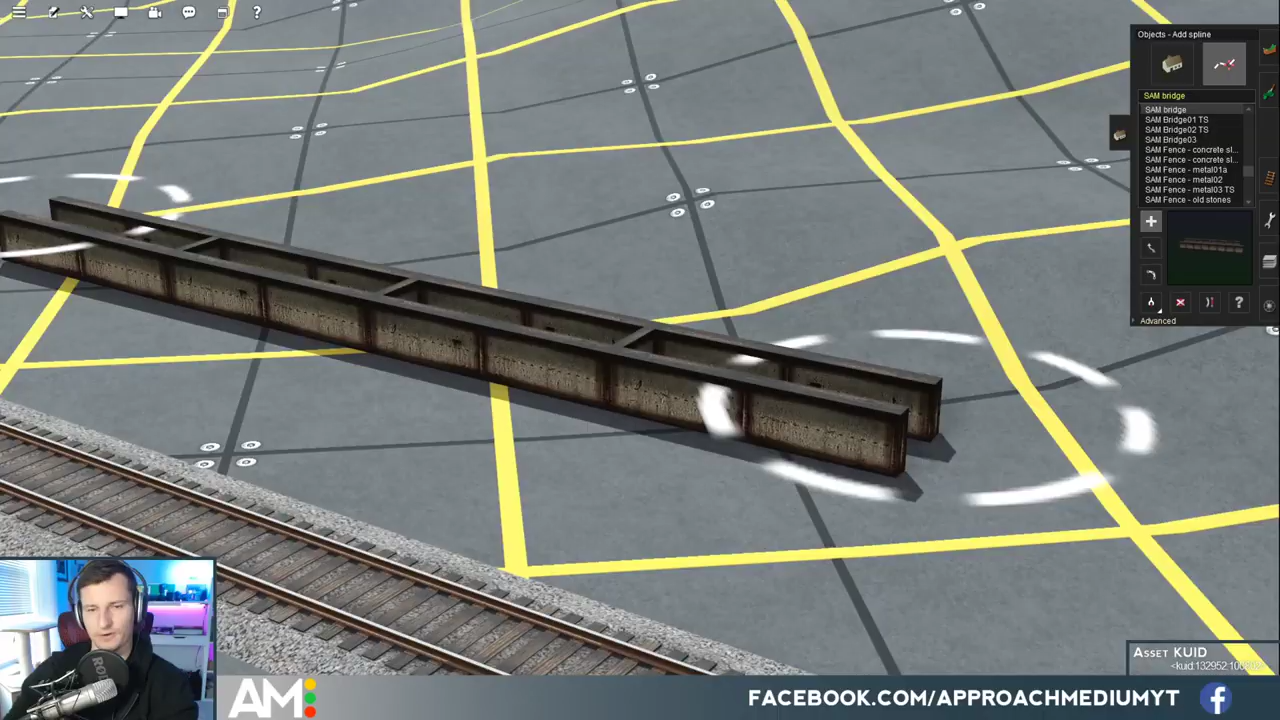 ?
Objects - Add spline
SAM bridge
SAM bridge
SAM Bridge01 TS
SAM Bridge02 TS
SAM Bridge03
SAM Fence - concrete sl...
SAM Fence - concrete sl...
SAM Fence - metal01a
SAM Fence - metal02
SAM Fence - metal03 TS
SAM Fence - old stones
?
Advanced
ASSET KUID
AM
FACEBOOK.COM/APPROACHMEDIUMYT f